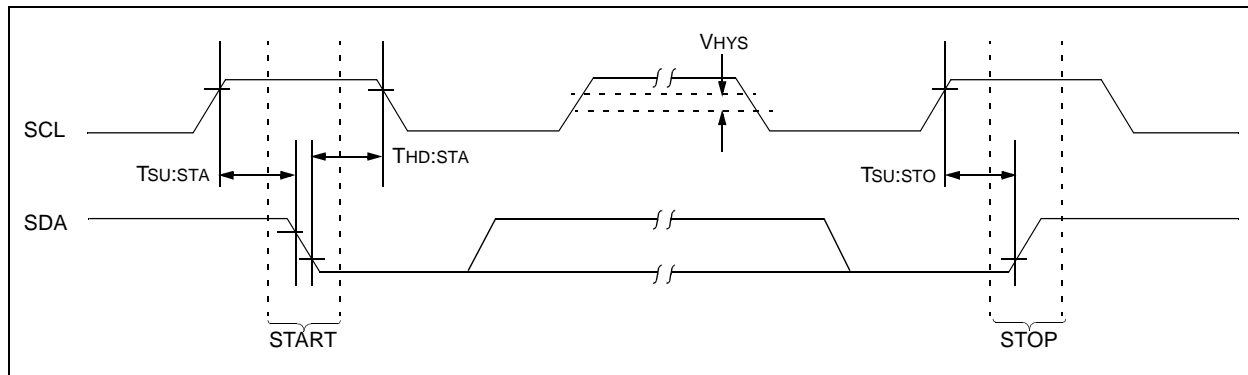 VHYS
SCL
TSU:STA
THD:STA
TSU:STO
SDA
START
STOP